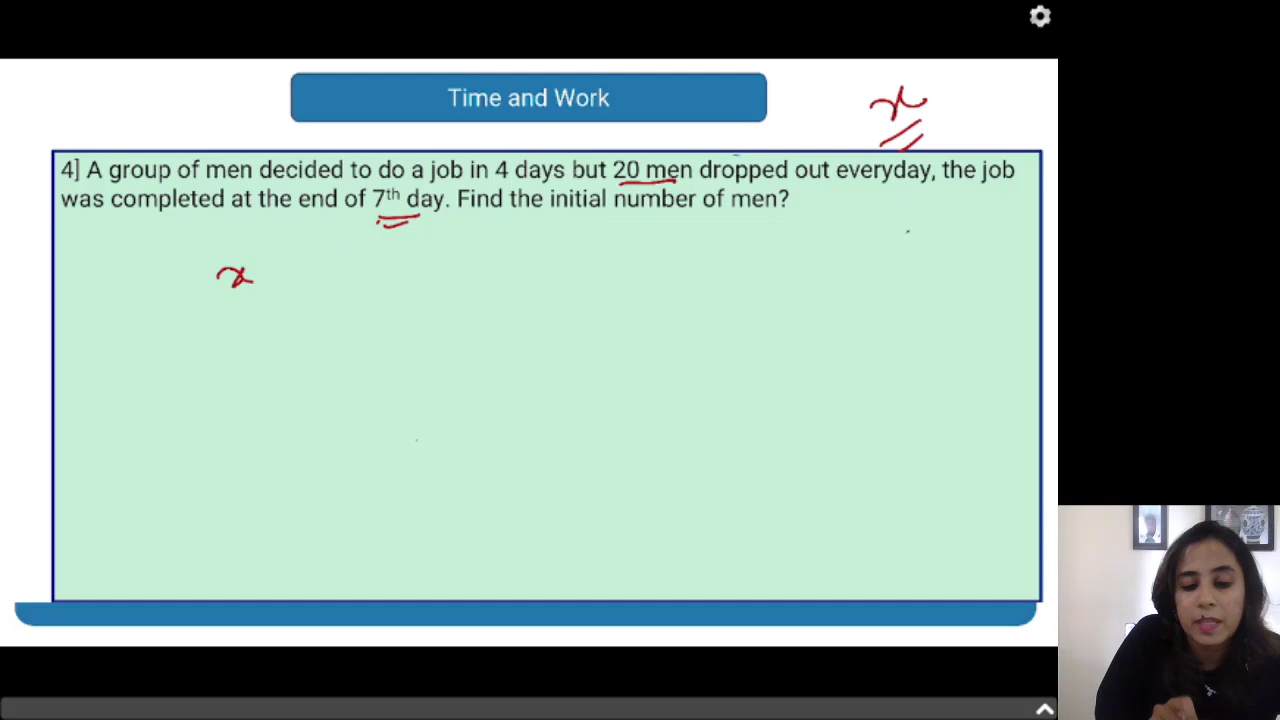 Time and Work
x
4] A group of men decided to do a job in 4 days but 20 men dropped out everyday, the job
was completed at the end of 7th day. Find the initial number of men?
x